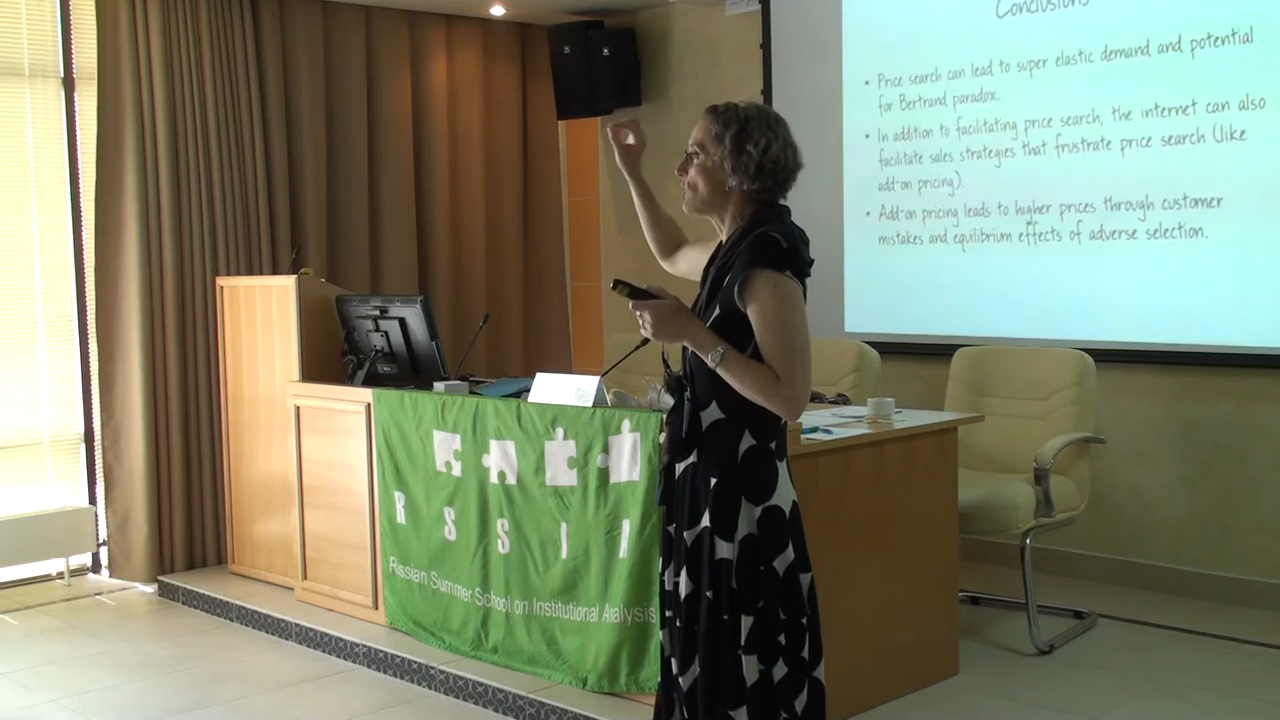 Conclusions
• Price search can lead to super elastic demand and potential
for Bertrand paradox.
• In addition to facilitating price search, the internet can also
facilitate sales strategies that frustrate price search (like
add-on pricing).
• Add-on pricing leads to higher prices through customer
mistakes and equilibrium effects of adverse selection.
R S S I A
Russian Summer School on Institutional Analysis